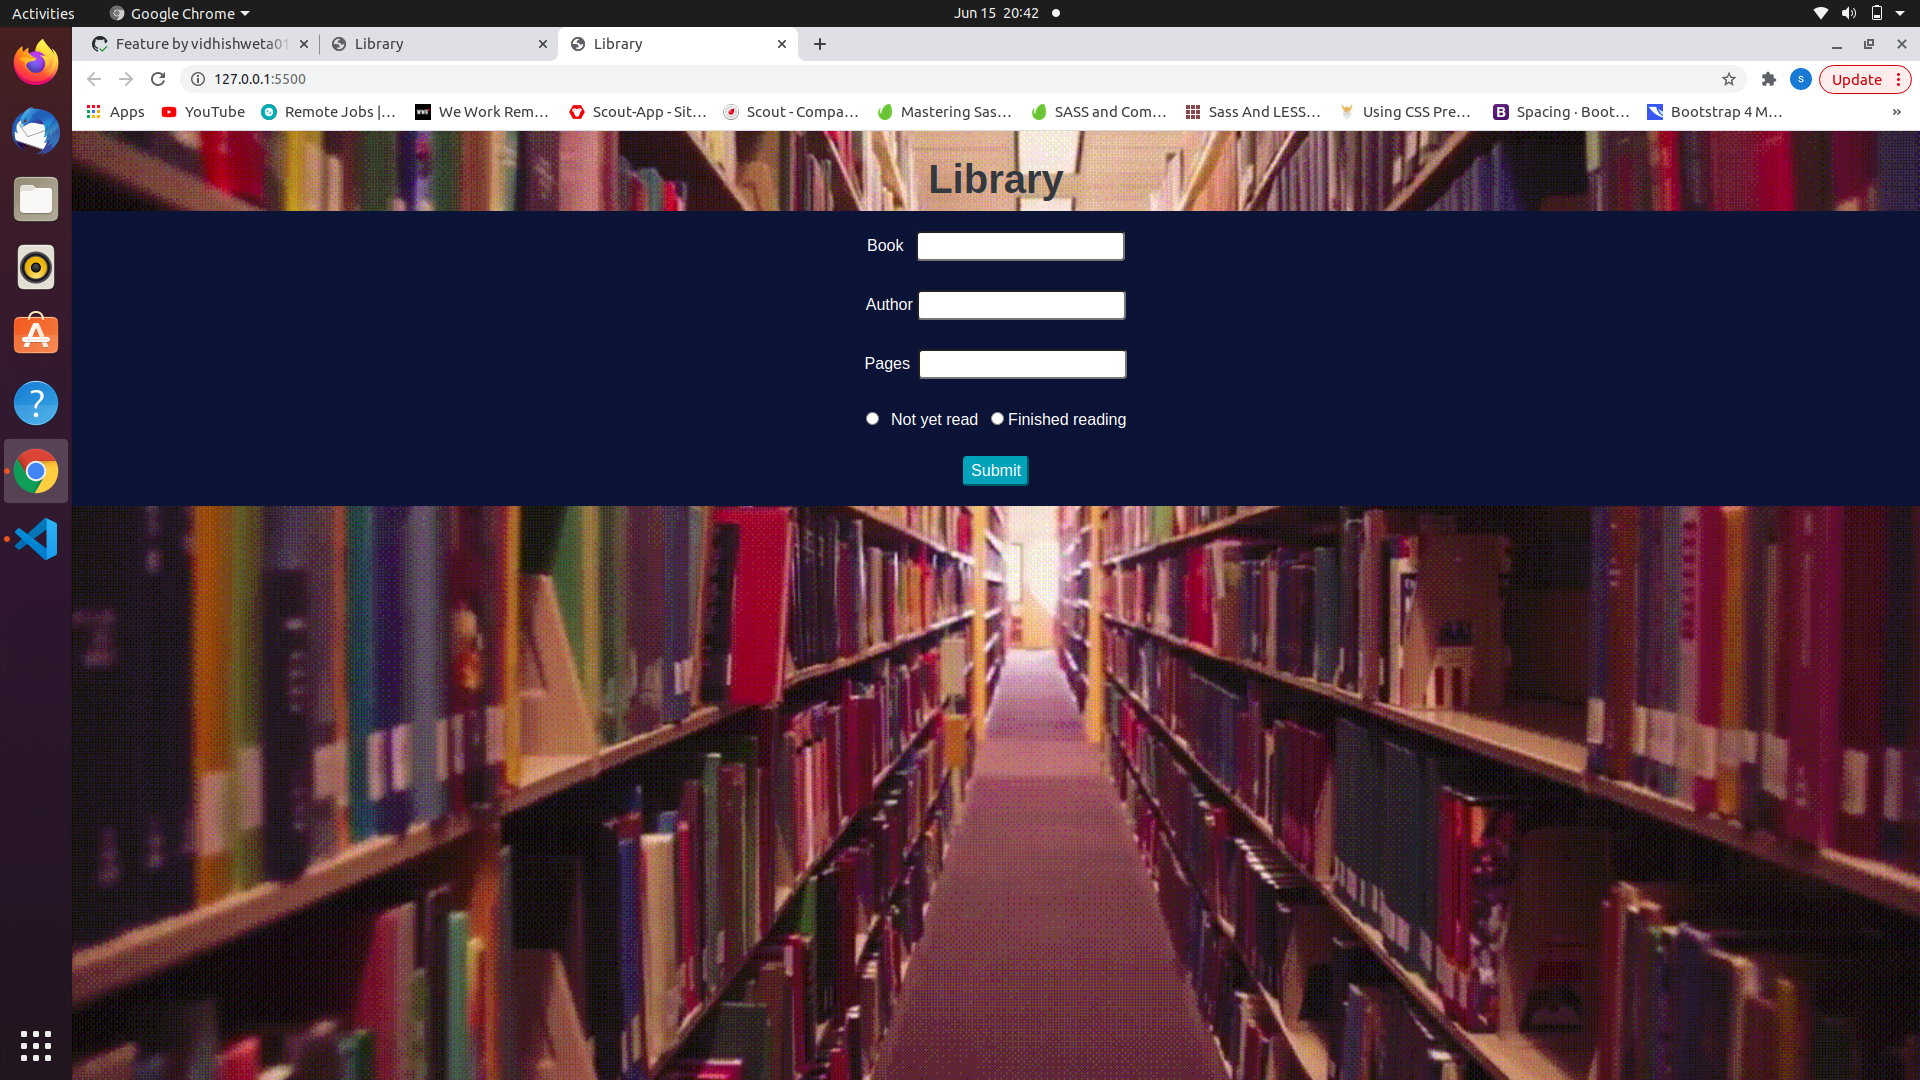 Activities
Google Chrome
Jun 15 20:42
Feature by vidhishweta01
Library
Library
127.0.0.1:5500
Update
S
Apps
YouTube
Remote Jobs |...
We Work Rem...
Scout-App - Sit...
Scout - Compa...
Mastering Sas...
SASS and Com...
Sass And LESS...
Using CSS Pre...
Spacing · Boot...
Bootstrap 4 M...
»
Library
Book
Author
Pages
Not yet read Finished reading
Submit